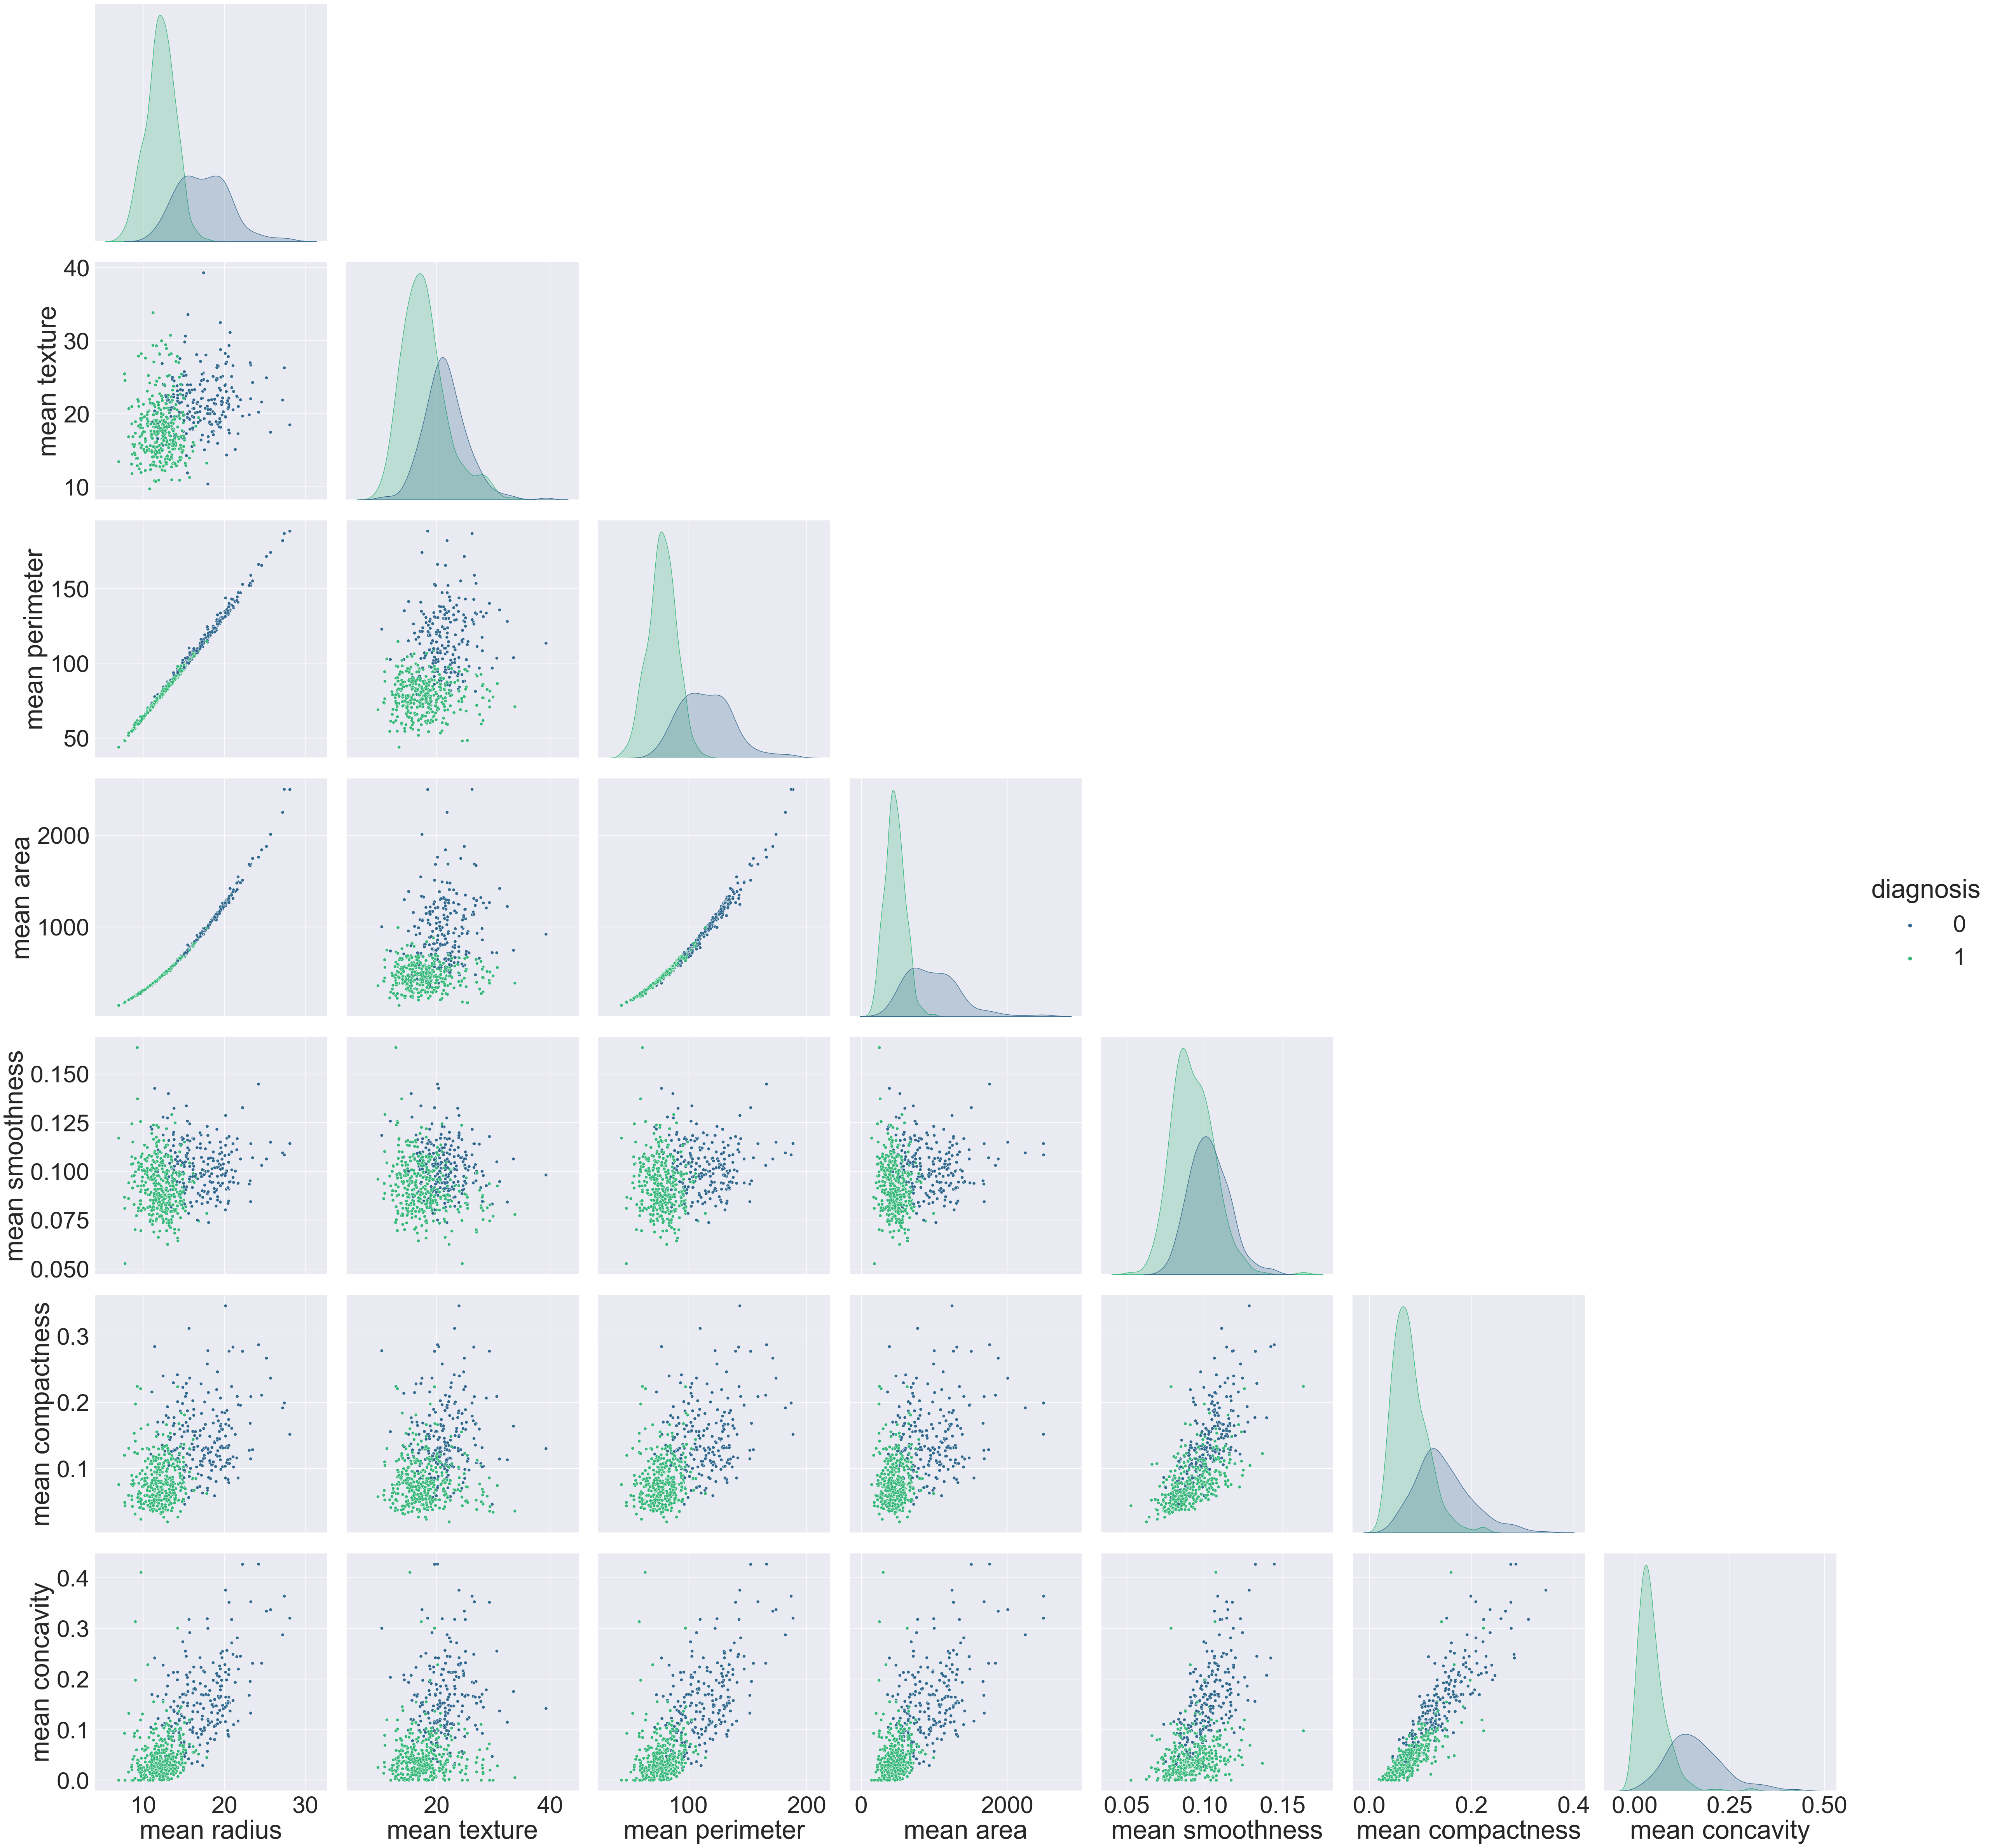 40
30
20
10
mean texture
150
100
50
mean perimeter
2000
1000
mean area
diagnosis
0
1
0.150
0.125
0.100
0.075
0.050
mean smoothness
0.3
0.2
0.1
mean compactness
0.4
0.3
0.2
0.1
0.0
mean concavity
10 20 30
20 40
100 200
0 2000
0.05 0.10 0.15
0.0 0.2 0.4
0.00 0.25 0.50
mean radius
mean texture
mean perimeter
mean area
mean smoothness
mean compactness
mean concavity